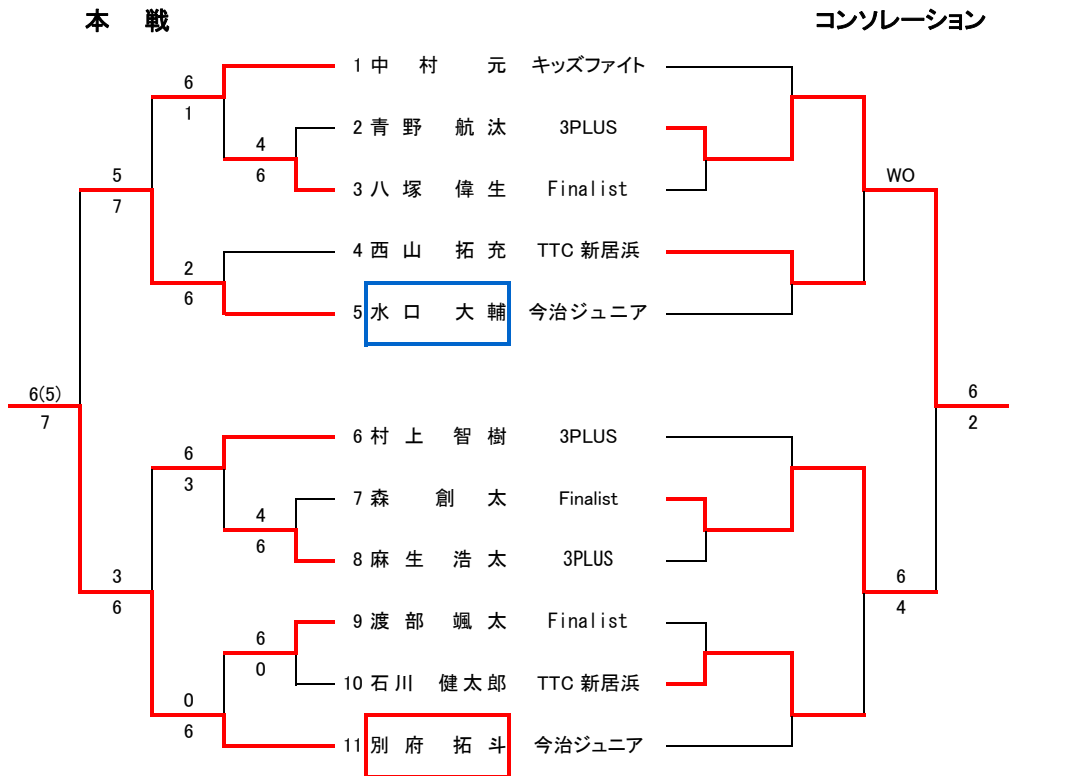 本 戦 コンソレーション
1 中 村 元 キッズファイト
6
1
2 青 野 航 汰 3PLUS
4
6
3 八 塚 偉 生 Finalist
5
7
WO
4 西 山 拓 充 TTC 新居浜
2
6
5 水 口 大 輔 今治ジュニア
6(5)
7
6
2
6 村 上 智 樹 3PLUS
6
3
7 森 創 太 Finalist
4
6
8 麻 生 浩 太 3PLUS
3
6
6
4
9 渡 部 颯 太 Finalist
6
0
10 石 川 健 太 郎 TTC 新居浜
0
6
11 別 府 拓 斗 今治ジュニア